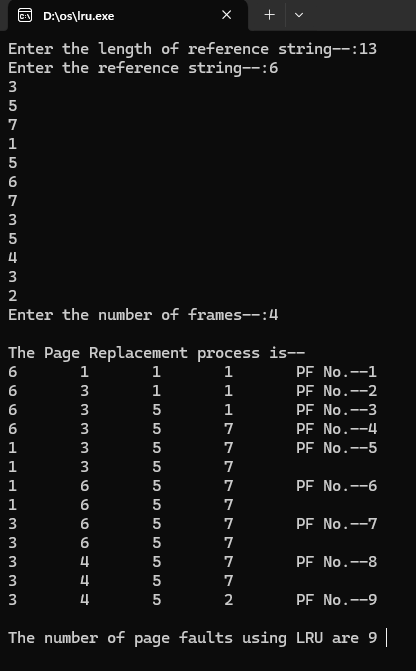 D:\os\lru.exe
Enter the length of reference string--:13
Enter the reference string--:6
3
5
7
1
5
6
7
3
5
4
3
2
Enter the number of frames--:4
The Page Replacement process is--
6 1 1 1 PF No.--1
6 3 1 1 PF No.--2
6 3 5 1 PF No.--3
6 3 5 7 PF No.--4
1 3 5 7 PF No.--5
1 3 5 7
1 6 5 7 PF No.--6
1 6 5 7
3 6 5 7 PF No.--7
3 6 5 7
3 4 5 7 PF No.--8
3 4 5 7
3 4 5 2 PF No.--9
The number of page faults using LRU are 9